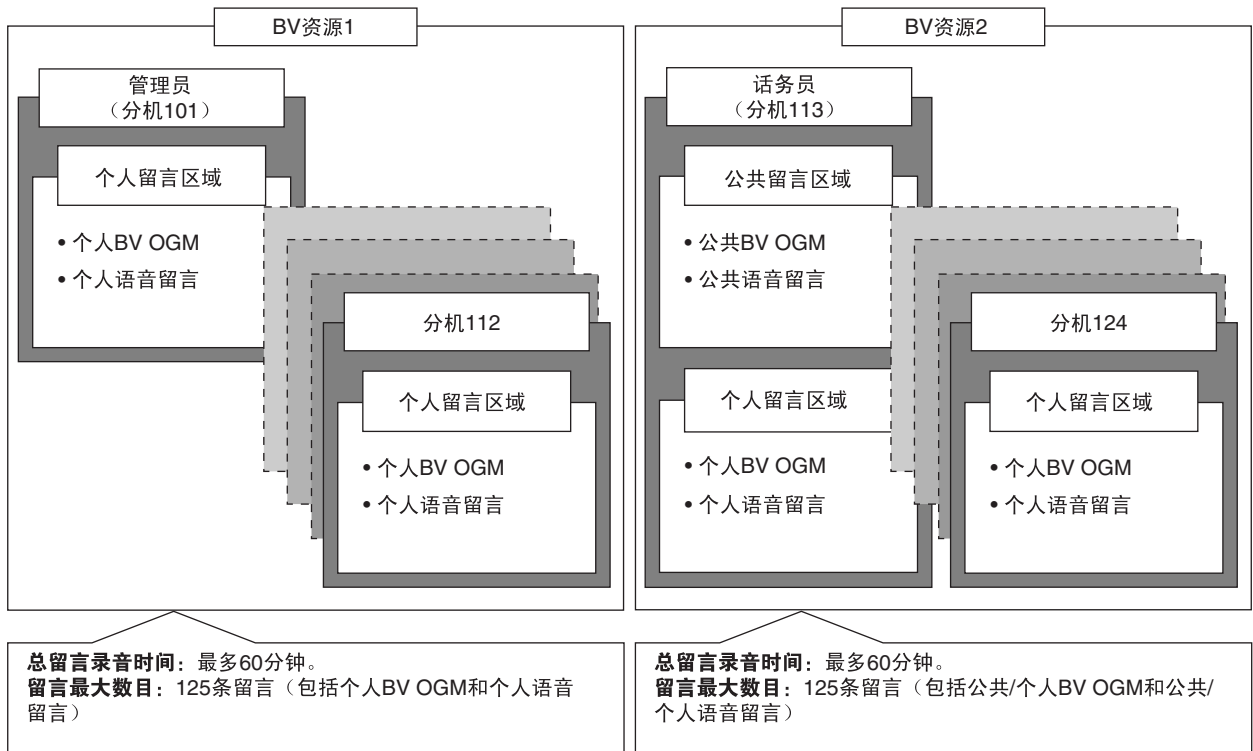 BV资源1
管理员
（分机101）
个人留言区域
• 个人BV OGM
• 个人语音留言
分机112
个人留言区域
• 个人BV OGM
• 个人语音留言
总留言录音时间：最多60分钟。
留言最大数目：125条留言（包括个人BV OGM和个人语音
留言）
BV资源2
话务员
（分机113）
公共留言区域
• 公共BV OGM
• 公共语音留言
个人留言区域
• 个人BV OGM
• 个人语音留言
分机124
个人留言区域
• 个人BV OGM
• 个人语音留言
总留言录音时间：最多60分钟。
留言最大数目：125条留言（包括公共/个人BV OGM和公共/
个人语音留言）